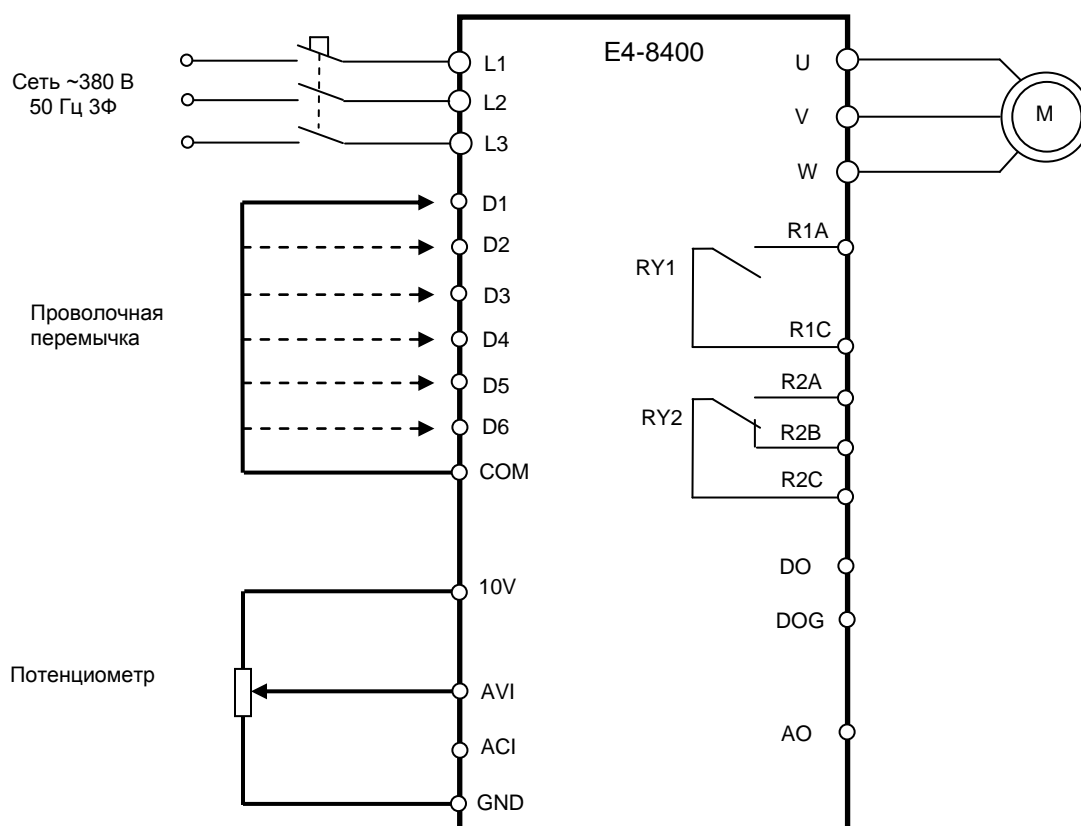 E4-8400
Сеть ~380 В
50 Гц 3Ф
L1
L2
L3
U
V
W
M
D1
D2
D3
D4
D5
D6
COM
Проволочная
перемычка
R1A
RY1
R1C
R2A
RY2
R2B
R2C
10V
Потенциометр
AVI
ACI
GND
DO
DOG
AO